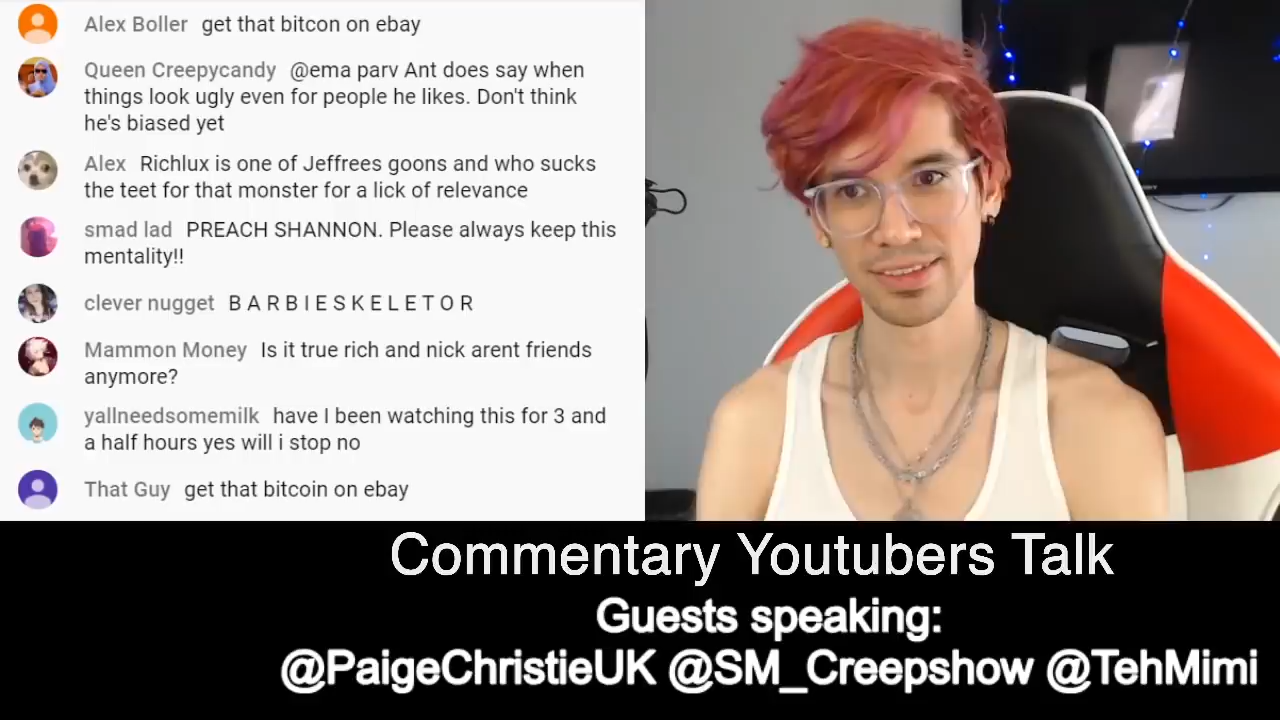 Alex Boller get that bitcon on ebay
Queen Creepycandy @ema parv Ant does say when
things look ugly even for people he likes. Don't think
he's biased yet
Alex Richlux is one of Jeffrees goons and who sucks
the teet for that monster for a lick of relevance
smad lad PREACH SHANNON. Please always keep this
mentality!!
clever nugget B A R B I E S K E L E T O R
Mammon Money Is it true rich and nick arent friends
anymore?
yallneedsomemilk have I been watching this for 3 and
a half hours yes will i stop no
That Guy get that bitcoin on ebay
SONY
Commentary Youtubers Talk
Guests speaking:
@PaigeChristieUK @SM_Creepshow @TehMimi